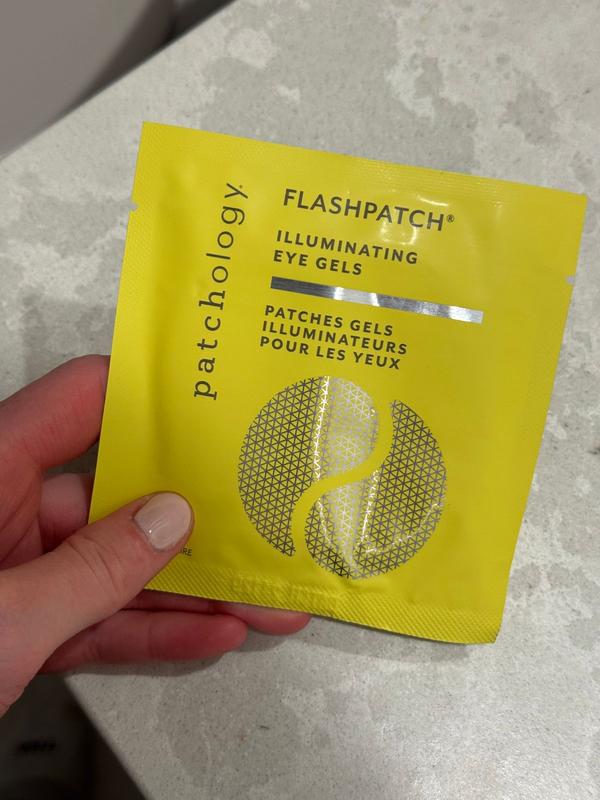 patchology.
FLASHPATCH®
ILLUMINATING
EYE GELS
PATCHES GELS
ILLUMINATEURS
POUR LES YEUX